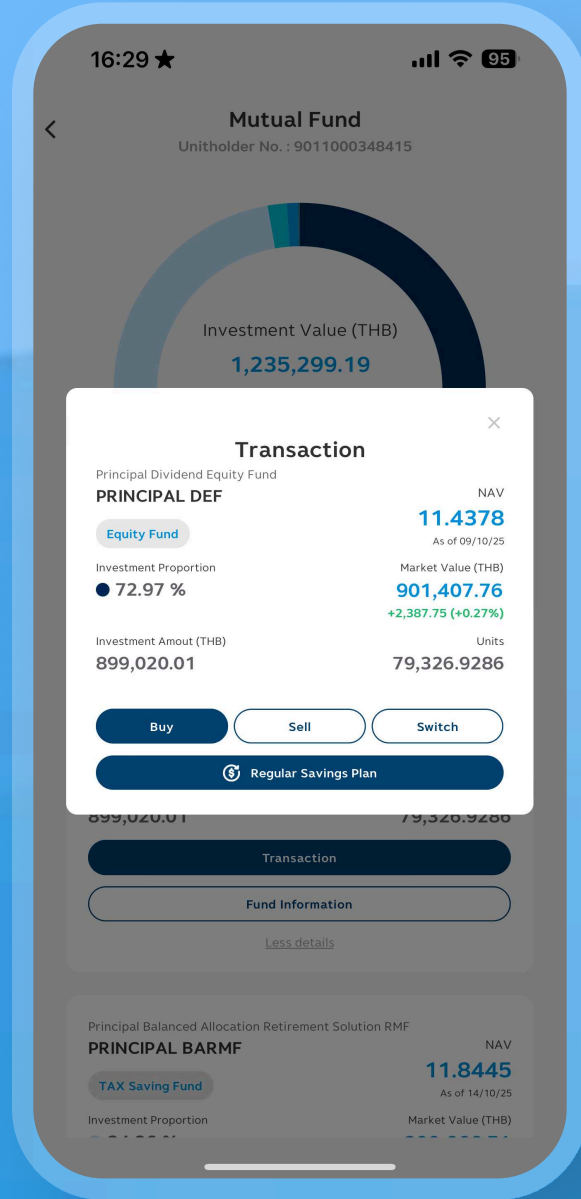 16:29
95
Mutual Fund
Unitholder No. : 9011000348415
Investment Value (THB)
1,235,299.19
Transaction
Principal Dividend Equity Fund
PRINCIPAL DEF
NAV
11.4378
Equity Fund
As of 09/10/25
Investment Proportion
Market Value (THB)
72.97 %
901,407.76
+2,387.75 (+0.27%)
Investment Amout (THB)
Units
899,020.01
79,326.9286
Buy
Sell
Switch
Regular Savings Plan
899,020.01
79,326.9286
Transaction
Fund Information
Less details
Principal Balanced Allocation Retirement Solution RMF
PRINCIPAL BARMF
NAV
11.8445
TAX Saving Fund
As of 14/10/25
Investment Proportion
Market Value (THB)